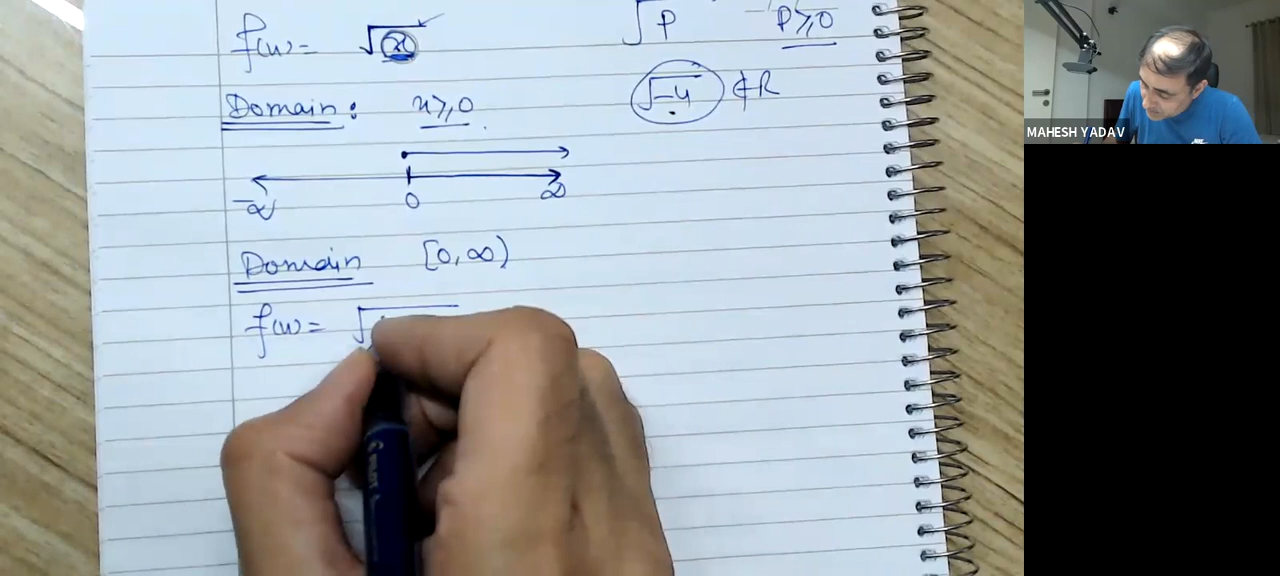 f(x) = √x
√P P≥0
√-4 ∉ R
Domain : x≥0
-∞ 0 ∞
Domain [0, ∞)
f(x) = √
MAHESH YADAV